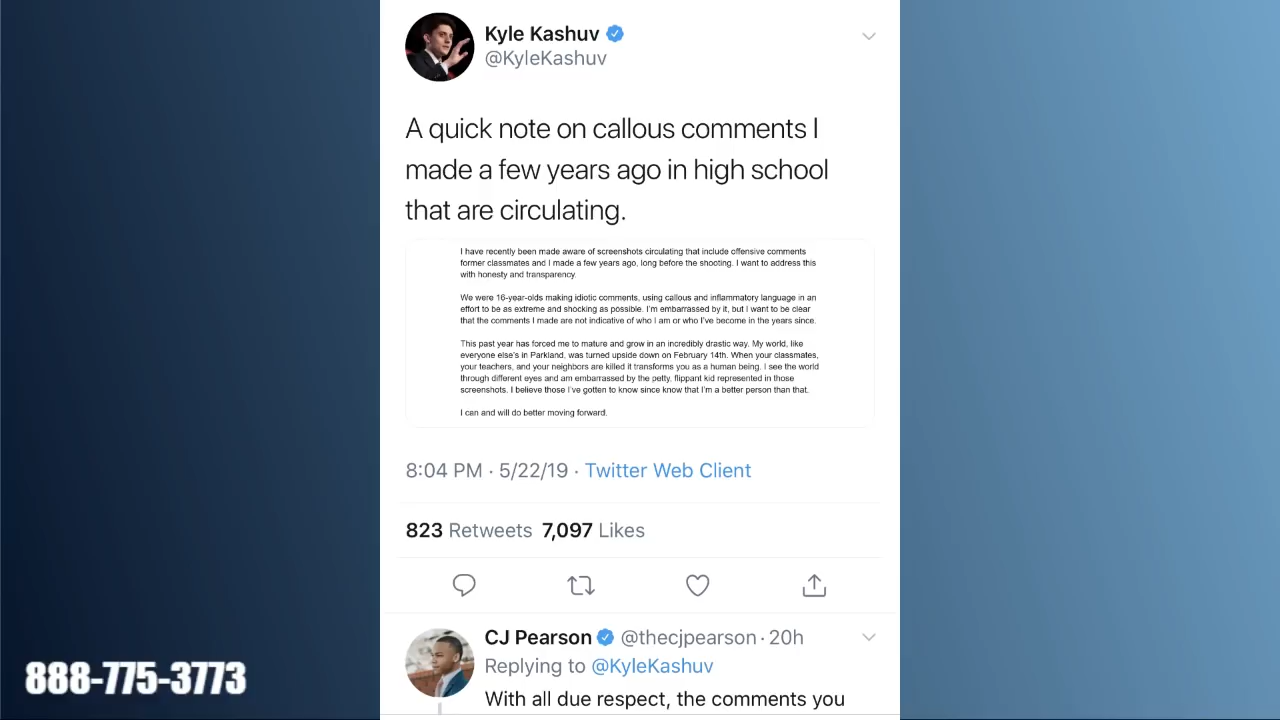 Kyle Kashuv
@KyleKashuv
A quick note on callous comments I
made a few years ago in high school
that are circulating.
I have recently been made aware of screenshots circulating that include offensive comments
former classmates and I made a few years ago, long before the shooting. I want to address this
with honesty and transparency.
We were 16-year-olds making idiotic comments, using callous and inflammatory language in an
effort to be as extreme and shocking as possible. I'm embarrassed by it, but I want to be clear
that the comments I made are not indicative of who I am or who I've become in the years since.
This past year has forced me to mature and grow in an incredibly drastic way. My world, like
everyone else's in Parkland, was turned upside down on February 14th. When your classmates,
your teachers, and your neighbors are killed it transforms you as a human being. I see the world
through different eyes and am embarrassed by the petty, flippant kid represented in those
screenshots. I believe those I've gotten to know since know that I'm a better person than that.
I can and will do better moving forward.
8:04 PM · 5/22/19 · Twitter Web Client
823 Retweets 7,097 Likes
CJ Pearson @thecjpearson · 20h
Replying to @KyleKashuv
With all due respect, the comments you
888-775-3773